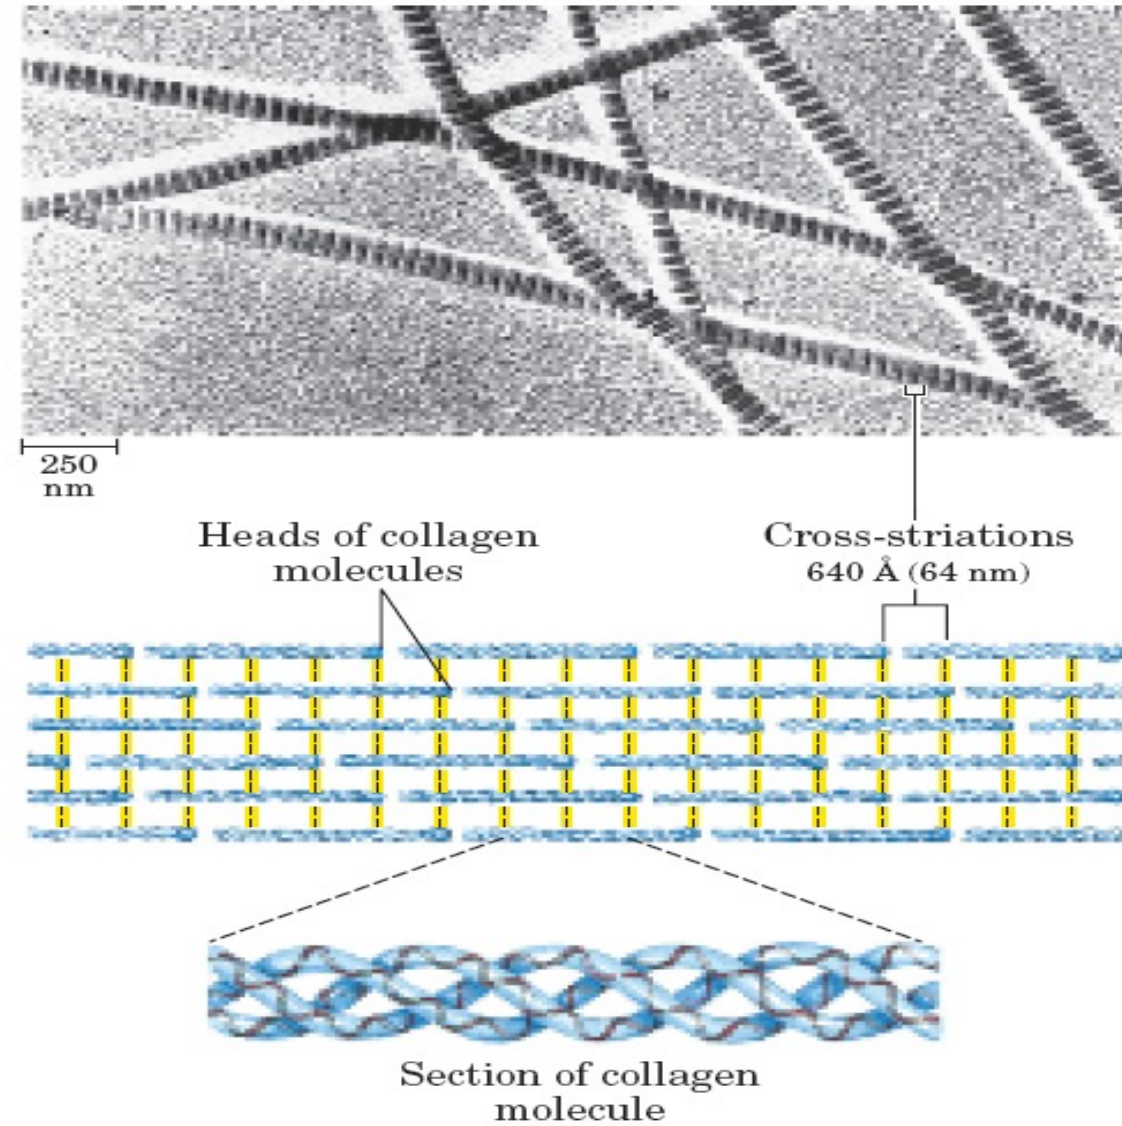 250
nm
Heads of collagen
molecules
Cross-striations
640 Å (64 nm)
Section of collagen
molecule